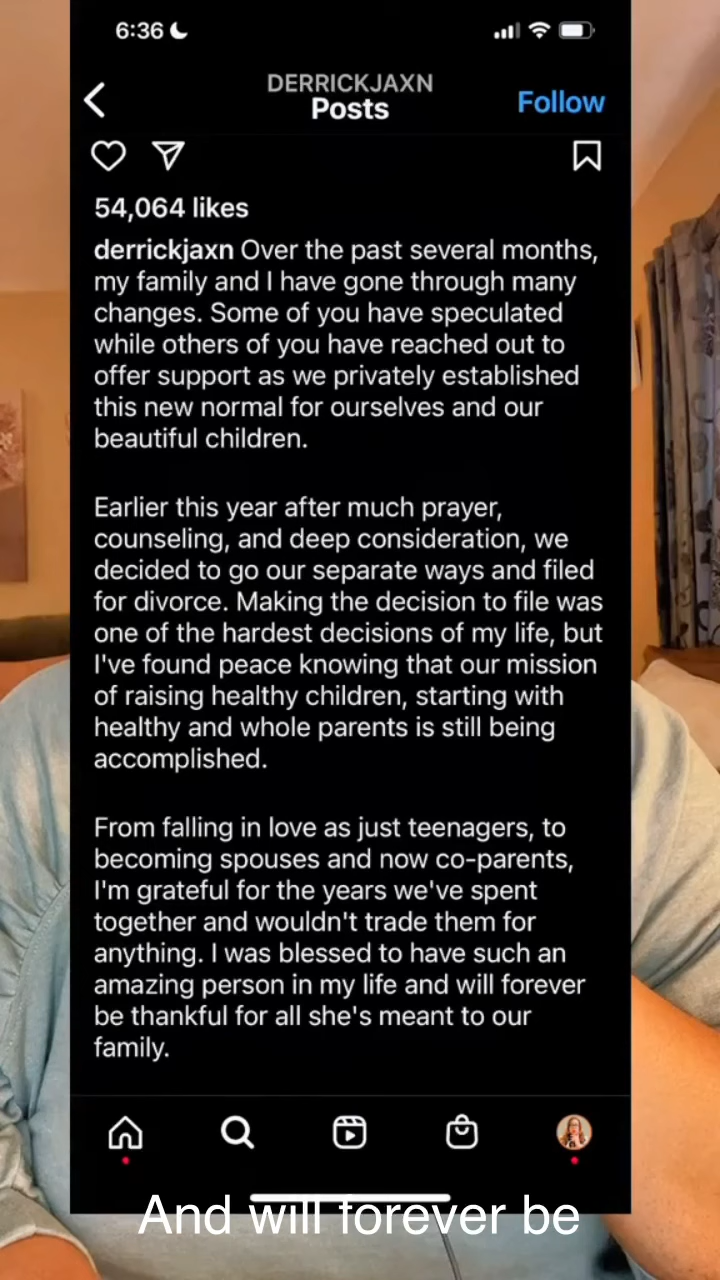 6:36
DERRICKJAXN
Posts
Follow
54,064 likes
derrickjaxn Over the past several months,
my family and I have gone through many
changes. Some of you have speculated
while others of you have reached out to
offer support as we privately established
this new normal for ourselves and our
beautiful children.
Earlier this year after much prayer,
counseling, and deep consideration, we
decided to go our separate ways and filed
for divorce. Making the decision to file was
one of the hardest decisions of my life, but
I've found peace knowing that our mission
of raising healthy children, starting with
healthy and whole parents is still being
accomplished.
From falling in love as just teenagers, to
becoming spouses and now co-parents,
I'm grateful for the years we've spent
together and wouldn't trade them for
anything. I was blessed to have such an
amazing person in my life and will forever
be thankful for all she's meant to our
family.
And will forever be